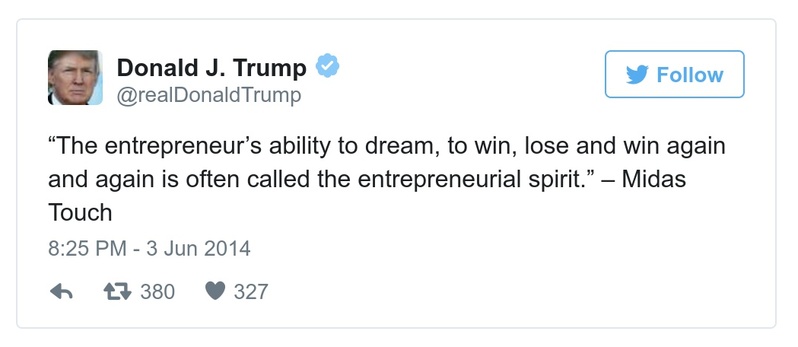 Donald J. Trump
@realDonaldTrump
Follow
“The entrepreneur’s ability to dream, to win, lose and win again
and again is often called the entrepreneurial spirit.” – Midas
Touch
8:25 PM - 3 Jun 2014
380 327